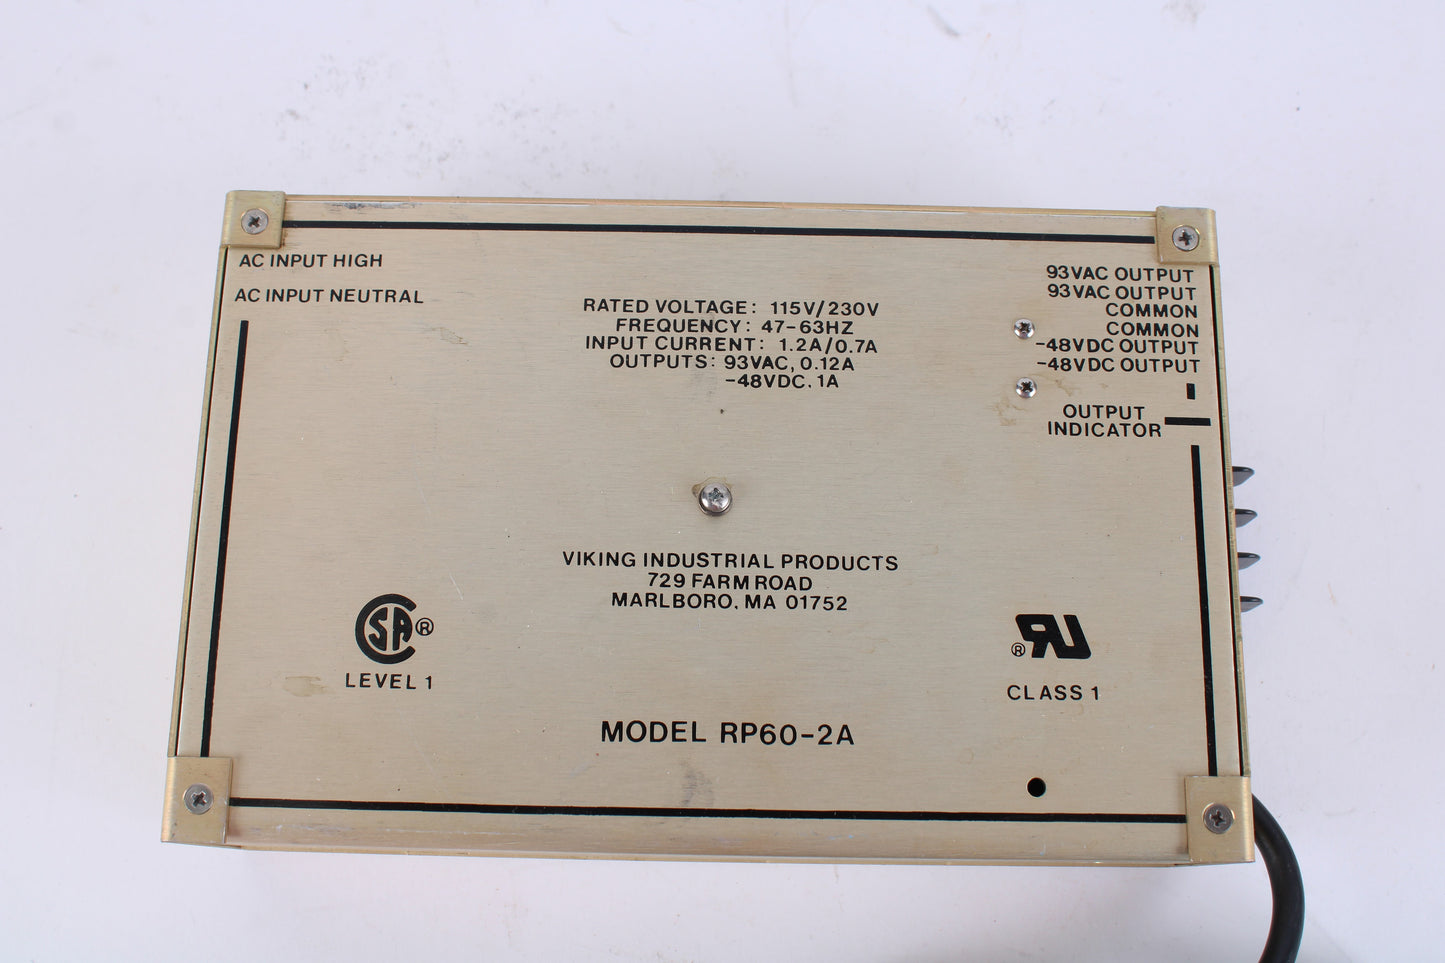 AC INPUT HIGH
AC INPUT NEUTRAL
RATED VOLTAGE: 115V/230V
FREQUENCY: 47-63HZ
INPUT CURRENT: 1.2A/0.7A
OUTPUTS: 93VAC, 0.12A
-48VDC, 1A
93VAC OUTPUT
93VAC OUTPUT
COMMON
COMMON
-48VDC OUTPUT
-48VDC OUTPUT
OUTPUT
INDICATOR
VIKING INDUSTRIAL PRODUCTS
729 FARM ROAD
MARLBORO, MA 01752
CSA®
LEVEL 1
® RU
CLASS 1
MODEL RP60-2A